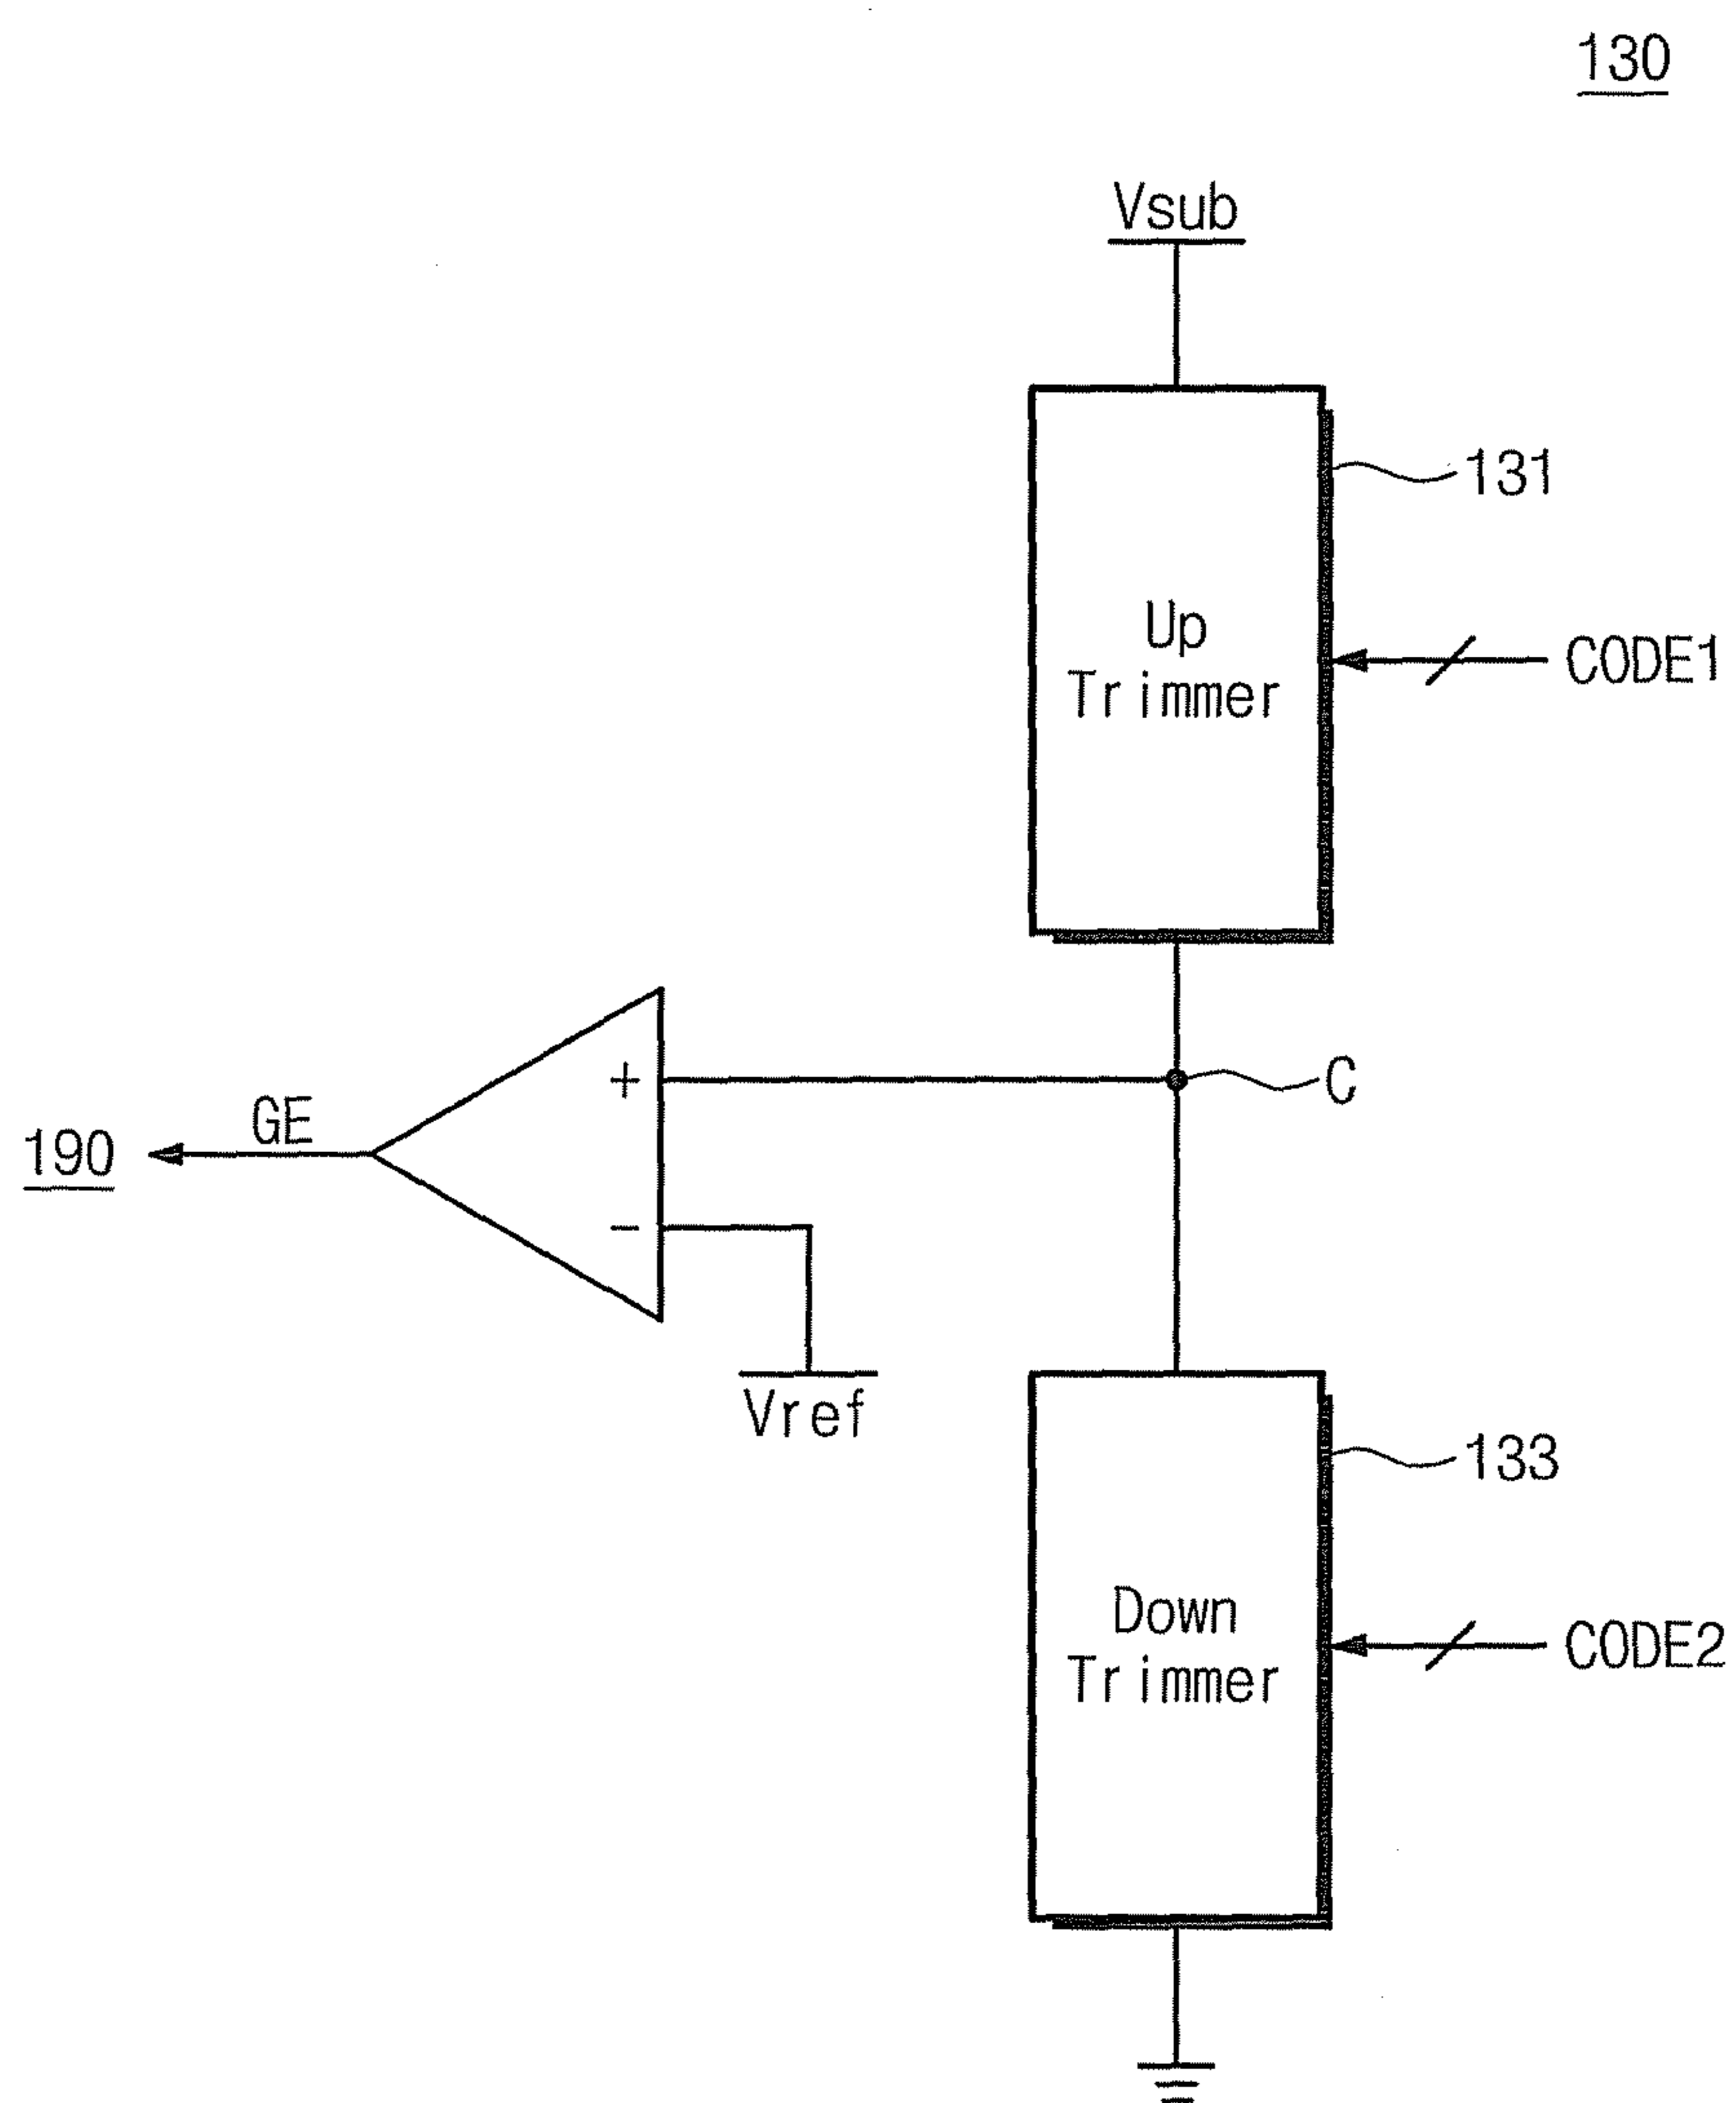 130
Vsub
131
Up
Trimmer
CODE1
+
C
GE
190
-
Vref
133
Down
Trimmer
CODE2